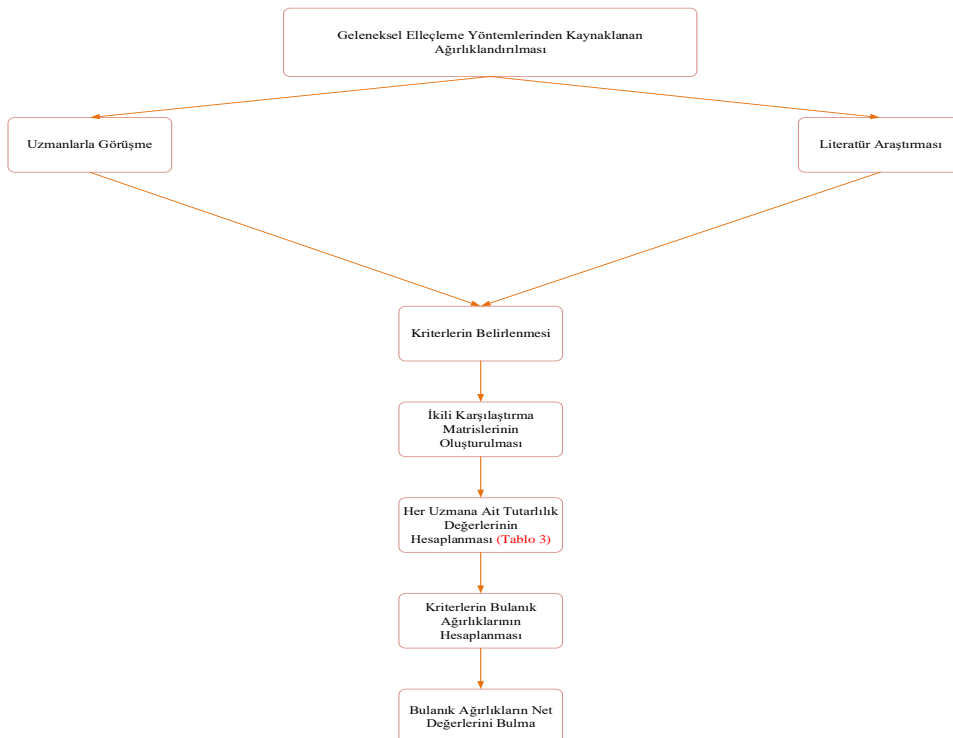 Geleneksel Elleçleme Yöntemlerinden Kaynaklanan
Ağırlıklandırılması
Uzmanlarla Görüşme
Literatür Araştırması
Kriterlerin Belirlenmesi
İkili Karşılaştırma
Matrislerinin
Oluşturulması
Her Uzmana Ait Tutarlılık
Değerlerinin
Hesaplanması (Tablo 3)
Kriterlerin Bulanık
Ağırlıklarının
Hesaplanması
Bulanık Ağırlıkların Net
Değerlerini Bulma